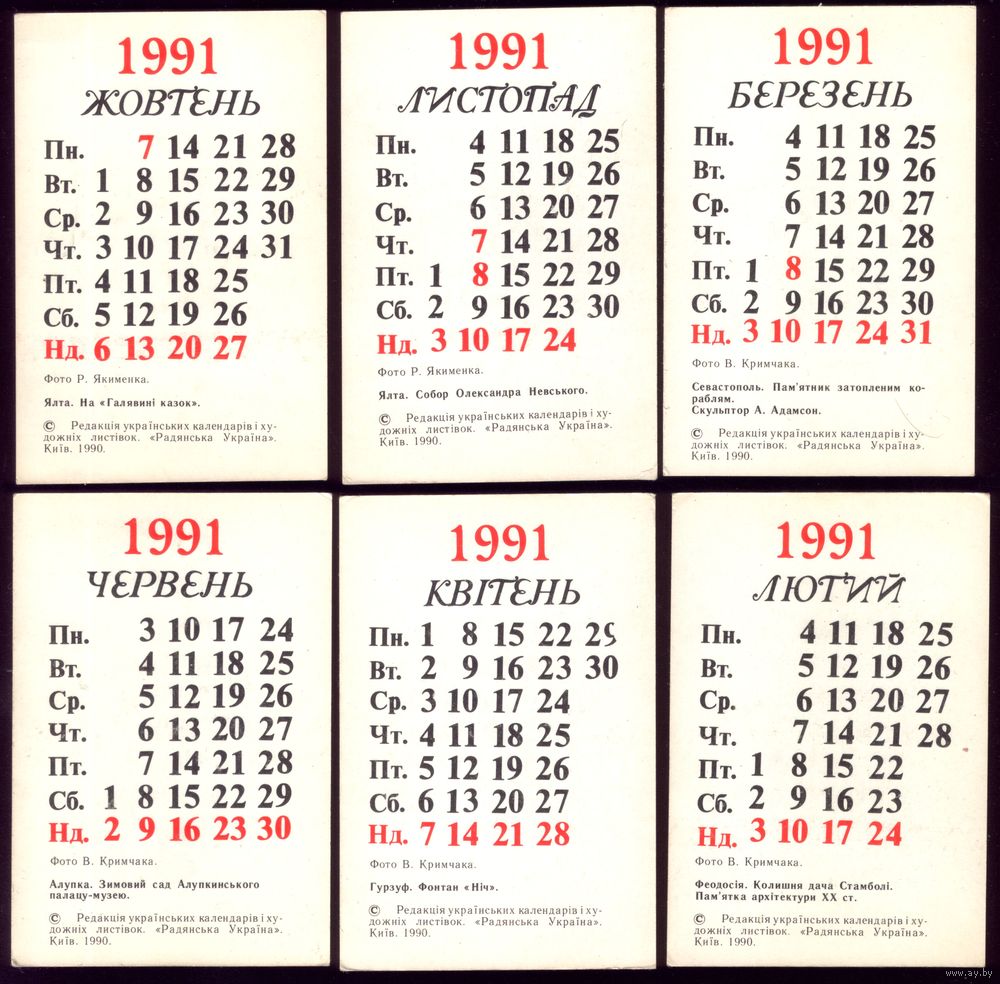 1991
ЖОВТЕНЬ
Пн. 7 14 21 28
Вт. 1 8 15 22 29
Ср. 2 9 16 23 30
Чт. 3 10 17 24 31
Пт. 4 11 18 25
Сб. 5 12 19 26
Нд. 6 13 20 27
Фото Р. Якименка.
Ялта. На «Галявині казок».
© Редакція українських календарів і ху-
дожніх листівок. «Радянська Україна».
Київ. 1990.
1991
ЛИСТОПАД
Пн. 4 11 18 25
Вт. 5 12 19 26
Ср. 6 13 20 27
Чт. 7 14 21 28
Пт. 1 8 15 22 29
Сб. 2 9 16 23 30
Нд. 3 10 17 24
Фото Р. Якименка.
Ялта. Собор Олександра Невського.
© Редакція українських календарів і ху-
дожніх листівок. «Радянська Україна».
Київ. 1990.
1991
БЕРЕЗЕНЬ
Пн. 4 11 18 25
Вт. 5 12 19 26
Ср. 6 13 20 27
Чт. 7 14 21 28
Пт. 1 8 15 22 29
Сб. 2 9 16 23 30
Нд. 3 10 17 24 31
Фото В. Кримчака.
Севастополь. Пам'ятник затопленим ко-
раблям.
Скульптор А. Адамсон.
© Редакція українських календарів і ху-
дожніх листівок. «Радянська Україна».
Київ. 1990.
1991
ЧЕРВЕНЬ
Пн. 3 10 17 24
Вт. 4 11 18 25
Ср. 5 12 19 26
Чт. 6 13 20 27
Пт. 7 14 21 28
Сб. 1 8 15 22 29
Нд. 2 9 16 23 30
Фото В. Кримчака.
Алупка. Зимовий сад Алупкинського
палацу-музею.
© Редакція українських календарів і ху-
дожніх листівок. «Радянська Україна».
Київ. 1990.
1991
КВІТЕНЬ
Пн. 1 8 15 22 29
Вт. 2 9 16 23 30
Ср. 3 10 17 24
Чт. 4 11 18 25
Пт. 5 12 19 26
Сб. 6 13 20 27
Нд. 7 14 21 28
Фото В. Кримчака.
Гурзуф. Фонтан «Ніч».
© Редакція українських календарів і ху-
дожніх листівок. «Радянська Україна».
Київ. 1990.
1991
ЛЮТИЙ
Пн. 4 11 18 25
Вт. 5 12 19 26
Ср. 6 13 20 27
Чт. 7 14 21 28
Пт. 1 8 15 22
Сб. 2 9 16 23
Нд. 3 10 17 24
Фото В. Кримчака.
Феодосія. Колишня дача Стамболі.
Пам'ятка архітектури XX ст.
© Редакція українських календарів і ху-
дожніх листівок. «Радянська Україна».
Київ. 1990.
www.ay.by